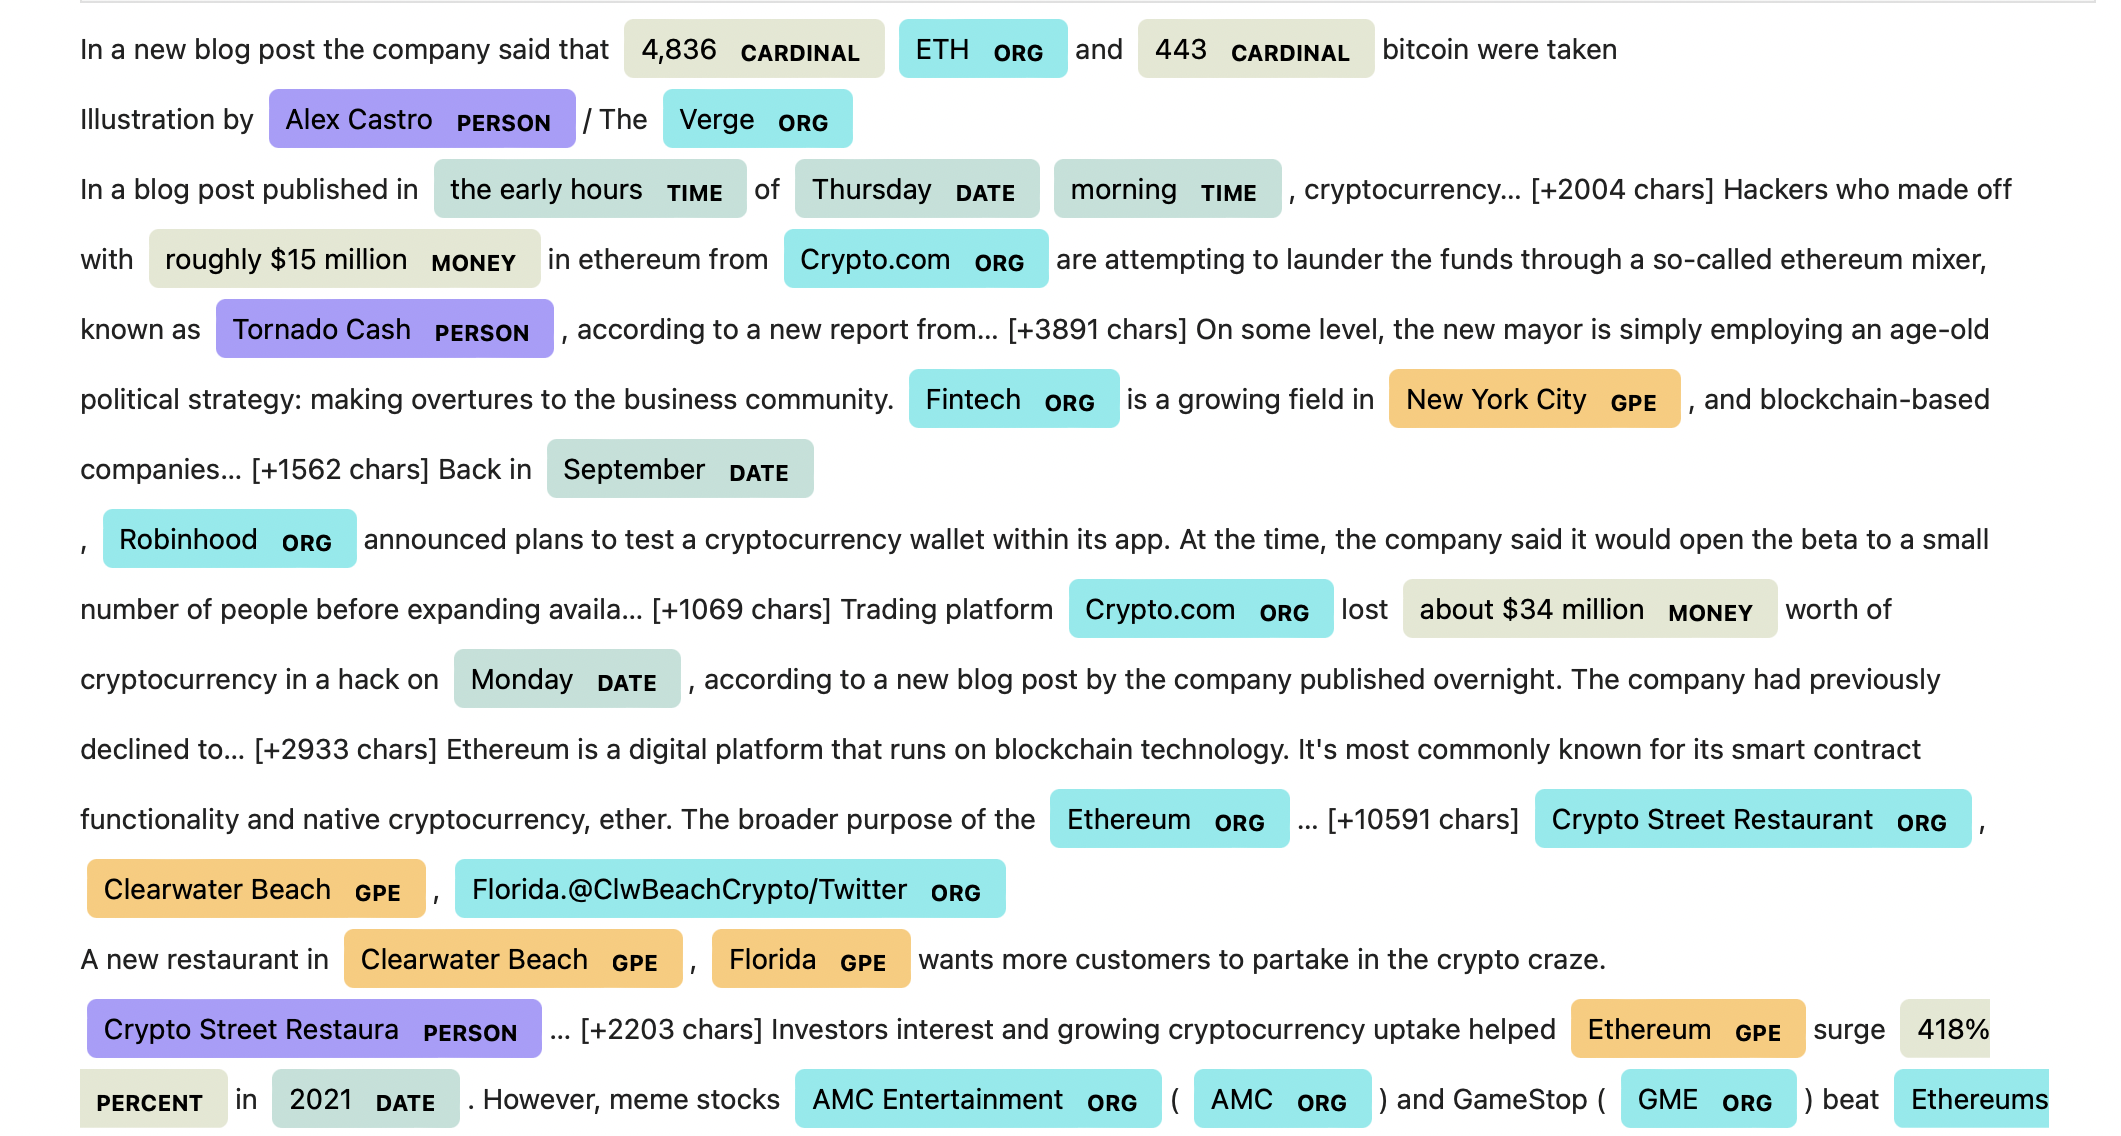 In a new blog post the company said that 4,836 CARDINAL ETH ORG and 443 CARDINAL bitcoin were taken
Illustration by Alex Castro PERSON / The Verge ORG
In a blog post published in the early hours TIME of Thursday DATE morning TIME , cryptocurrency… [+2004 chars] Hackers who made off
with roughly $15 million MONEY in ethereum from Crypto.com ORG are attempting to launder the funds through a so-called ethereum mixer,
known as Tornado Cash PERSON , according to a new report from… [+3891 chars] On some level, the new mayor is simply employing an age-old
political strategy: making overtures to the business community. Fintech ORG is a growing field in New York City GPE , and blockchain-based
companies… [+1562 chars] Back in September DATE
, Robinhood ORG announced plans to test a cryptocurrency wallet within its app. At the time, the company said it would open the beta to a small
number of people before expanding availa… [+1069 chars] Trading platform Crypto.com ORG lost about $34 million MONEY worth of
cryptocurrency in a hack on Monday DATE , according to a new blog post by the company published overnight. The company had previously
declined to… [+2933 chars] Ethereum is a digital platform that runs on blockchain technology. It's most commonly known for its smart contract
functionality and native cryptocurrency, ether. The broader purpose of the Ethereum ORG … [+10591 chars] Crypto Street Restaurant ORG ,
Clearwater Beach GPE , Florida.@ClwBeachCrypto/Twitter ORG
A new restaurant in Clearwater Beach GPE , Florida GPE wants more customers to partake in the crypto craze.
Crypto Street Restaura PERSON … [+2203 chars] Investors interest and growing cryptocurrency uptake helped Ethereum GPE surge 418%
PERCENT in 2021 DATE . However, meme stocks AMC Entertainment ORG ( AMC ORG ) and GameStop ( GME ORG ) beat Ethereums